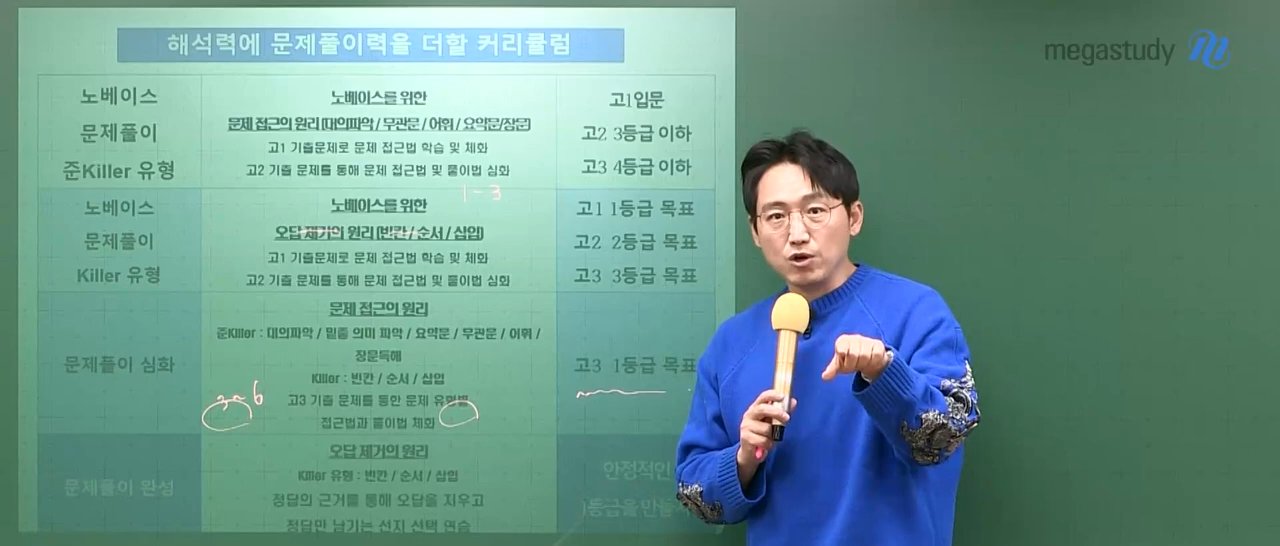 해석력에 문제풀이력을 더할 커리큘럼
megastudy
노베이스
문제풀이
준Killer 유형
노베이스를 위한
문제 접근의 원리 (대의파악 / 무관문 / 어휘 / 요약문/장문)
고1 기출문제로 문제 접근법 학습 및 체화
고2 기출 문제를 통해 문제 접근법 및 풀이법 심화
고1입문
고2 3등급 이하
고3 4등급 이하
1-3
노베이스
문제풀이
Killer 유형
노베이스를 위한
오답 제거의 원리 (빈칸 / 순서 / 삽입)
고1 기출문제로 문제 접근법 학습 및 체화
고2 기출 문제를 통해 문제 접근법 및 풀이법 심화
고1 1등급 목표
고2 2등급 목표
고3 3등급 목표
문제풀이 심화
문제 접근의 원리
준Killer : 대의파악 / 밑줄 의미 파악 / 요약문 / 무관문 / 어휘 /
장문독해
Killer : 빈칸 / 순서 / 삽입
고3 기출 문제를 통한 문제 유형별
접근법과 풀이법 체화
고3 1등급 목표
문제풀이 완성
오답 제거의 원리
Killer 유형 : 빈칸 / 순서 / 삽입
정답의 근거를 통해 오답을 지우고
정답만 남기는 선지 선택 연습
안정적인
1등급을 만들